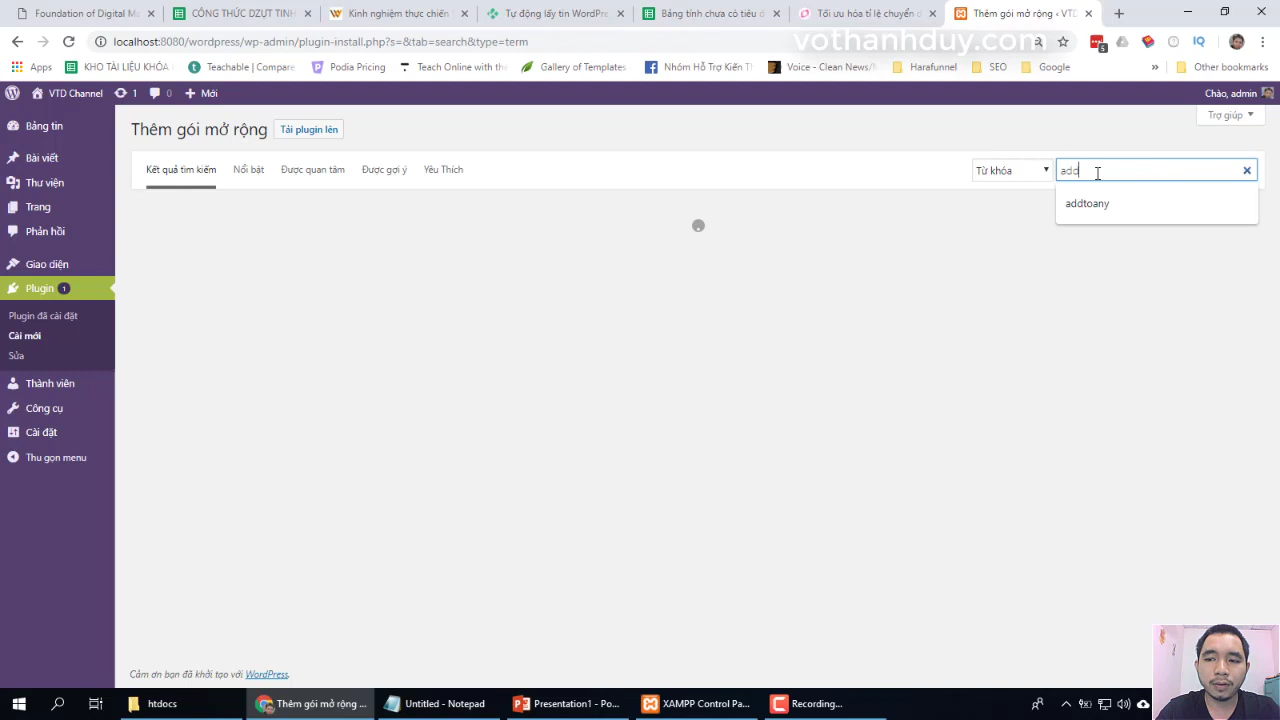 Foundation of Digital Ma
CÔNG THỨC DZỰT TINH
Kinh nghiệm thực chiến
Tự động lấy tin WordPre
Bảng tính chưa có tiêu đ
Tối ưu hóa tỉ lệ chuyển d
Thêm gói mở rộng ‹ VTD
localhost:8080/wordpress/wp-admin/plugin-install.php?s=&tab=search&type=term
vothanhduy.com
5
Apps
KHO TÀI LIỆU KHÓA
Teachable | Compare
Podia Pricing
Teach Online with the
Gallery of Templates
Nhóm Hỗ Trợ Kiến T
Voice - Clean News/
Harafunnel
SEO
Google
Other bookmarks
VTD Channel
1
0
Mới
Chào, admin
Bảng tin
Bài viết
Thư viện
Trang
Phản hồi
Giao diện
Plugin 1
Plugin đã cài đặt
Cài mới
Sửa
Thành viên
Công cụ
Cài đặt
Thu gọn menu
Trợ giúp
Thêm gói mở rộng
Tải plugin lên
Kết quả tìm kiếm
Nổi bật
Được quan tâm
Được gợi ý
Yêu Thích
Từ khóa
add
addtoany
Cảm ơn bạn đã khởi tạo với WordPress.
htdocs
Thêm gói mở rộng ...
Untitled - Notepad
Presentation1 - Po...
XAMPP Control Pa...
Recording...